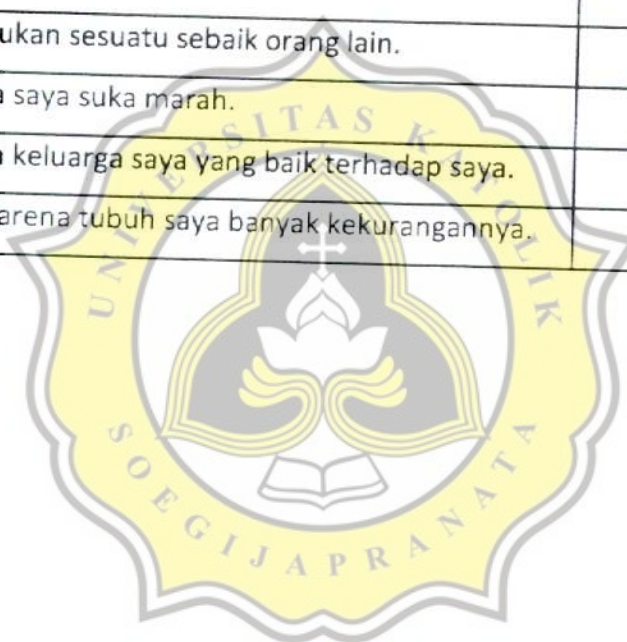 ukan sesuatu sebaik orang lain.
a saya suka marah.
keluarga saya yang baik terhadap saya.
arena tubuh saya banyak kekurangannya.
UNIVERSITAS KATOLIK
SOEGIJAPRANATA